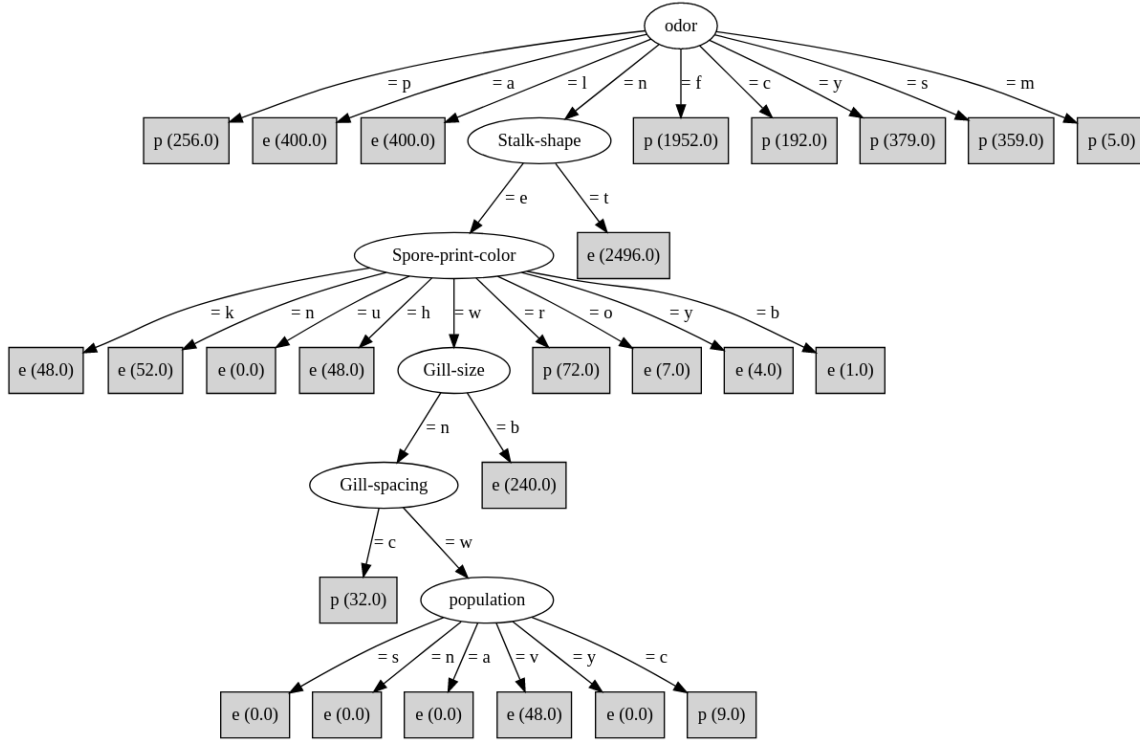 odor
= p
= a
= l
= n
= f
= c
= y
= s
= m
p (256.0)
e (400.0)
e (400.0)
Stalk-shape
p (1952.0)
p (192.0)
p (379.0)
p (359.0)
p (5.0)
= e
= t
Spore-print-color
e (2496.0)
= k
= n
= u
= h
= w
= r
= o
= y
= b
e (48.0)
e (52.0)
e (0.0)
e (48.0)
Gill-size
p (72.0)
e (7.0)
e (4.0)
e (1.0)
= n
= b
Gill-spacing
e (240.0)
= c
= w
p (32.0)
population
= s
= n
= a
= v
= y
= c
e (0.0)
e (0.0)
e (0.0)
e (48.0)
e (0.0)
p (9.0)